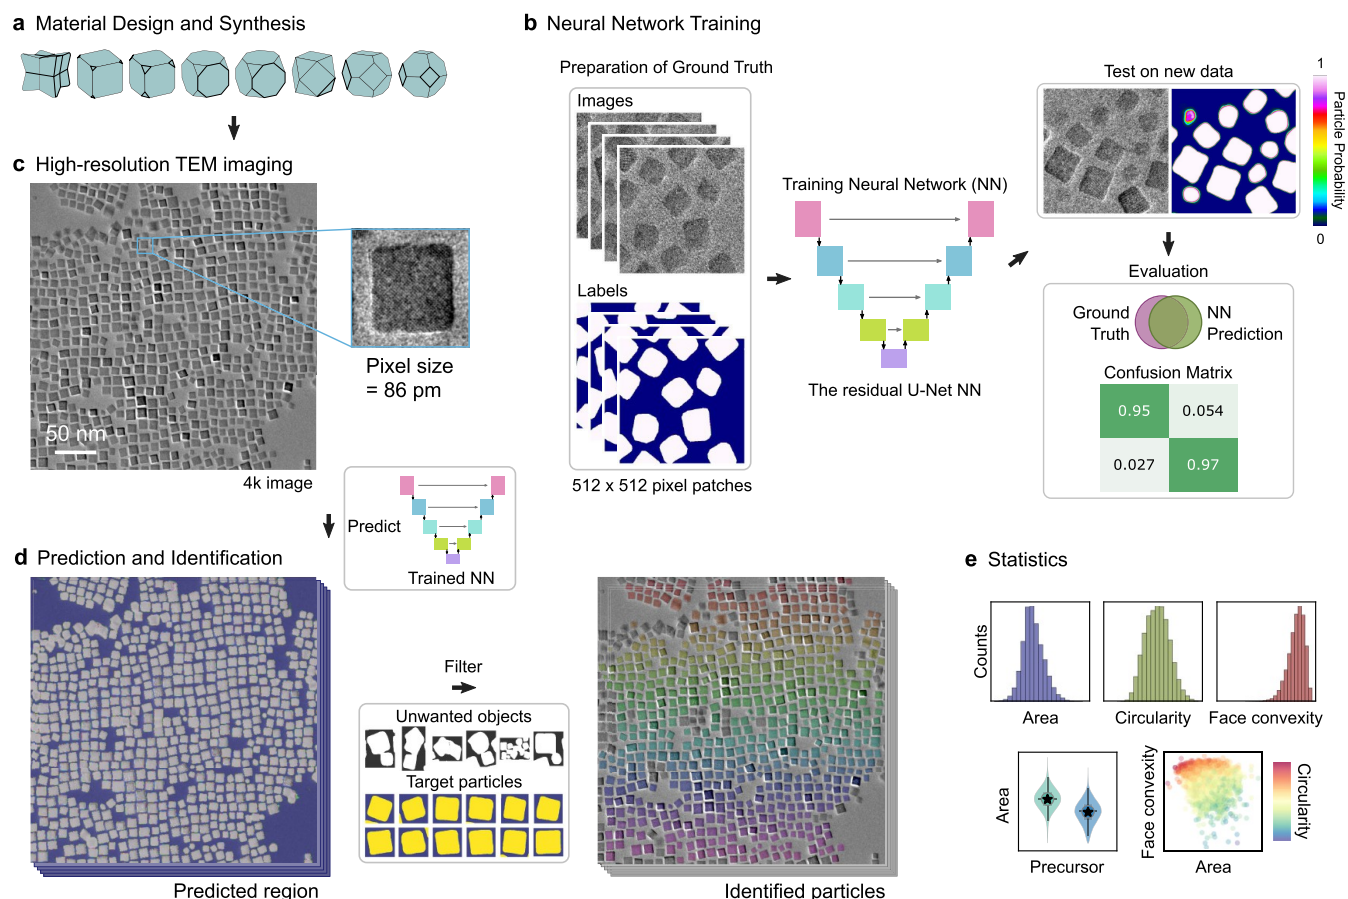 a Material Design and Synthesis
c High-resolution TEM imaging
50 nm
4k image
Pixel size
= 86 pm
b Neural Network Training
Preparation of Ground Truth
Images
Labels
512 x 512 pixel patches
Training Neural Network (NN)
The residual U-Net NN
Test on new data
1
Particle Probability
0
Evaluation
Ground
Truth
NN
Prediction
Confusion Matrix
0.95 0.054
0.027 0.97
Predict
Trained NN
d Prediction and Identification
Predicted region
Filter
Unwanted objects
Target particles
Identified particles
e Statistics
Counts
Area
Circularity
Face convexity
Area
Precursor
Face convexity
Area
Circularity